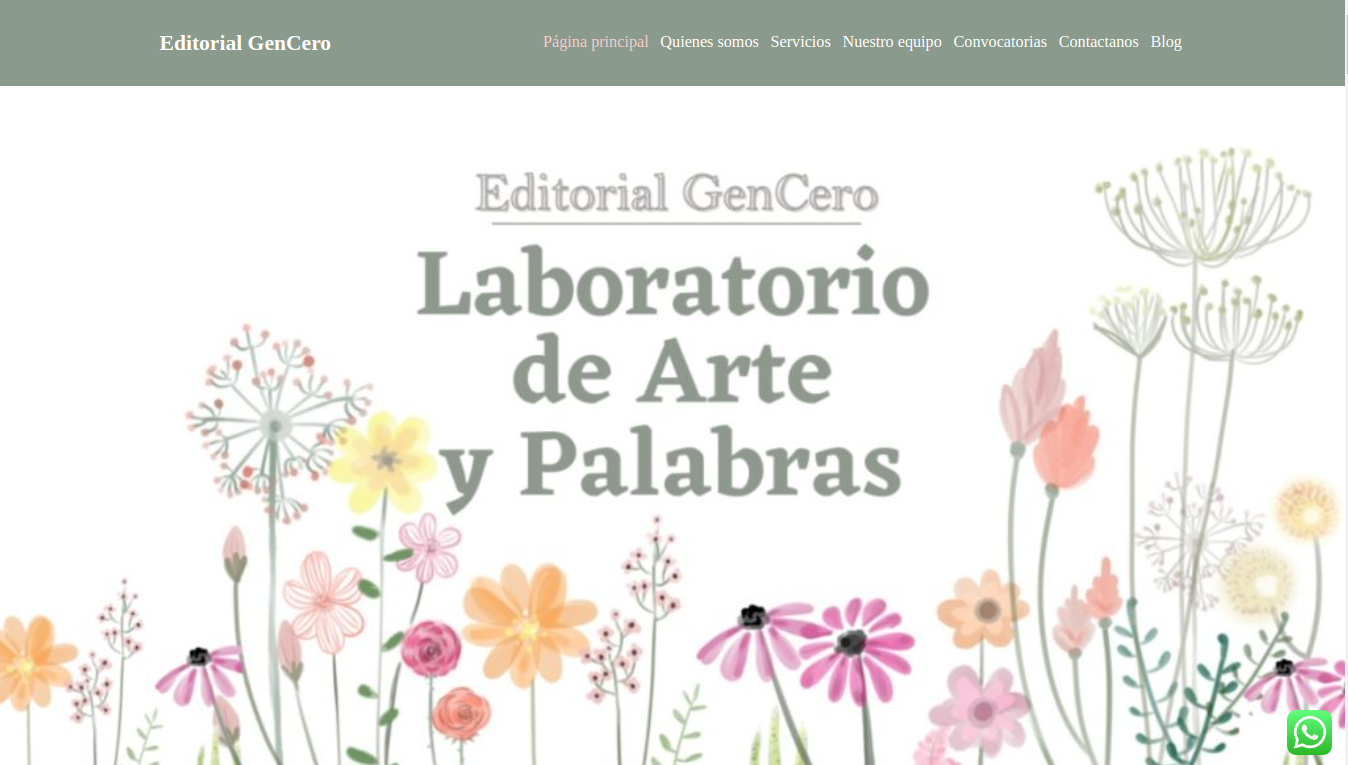 Editorial GenCero
Página principal Quienes somos Servicios Nuestro equipo Convocatorias Contactanos Blog
Editorial GenCero
Laboratorio
de Arte
y Palabras